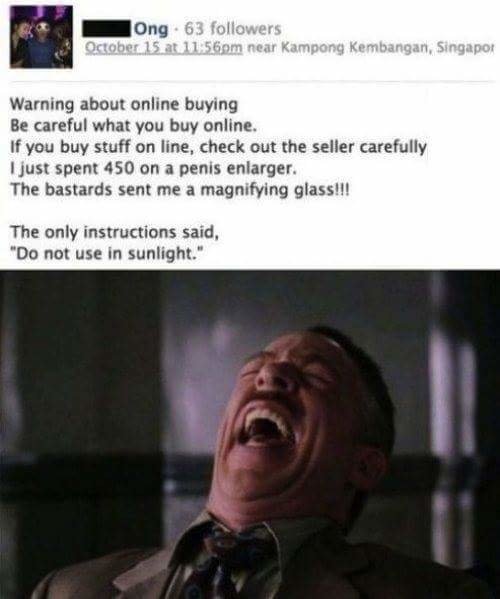 Ong · 63 followers
October 15 at 11:56pm near Kampong Kembangan, Singapor
Warning about online buying
Be careful what you buy online.
If you buy stuff on line, check out the seller carefully
I just spent 450 on a penis enlarger.
The bastards sent me a magnifying glass!!!
The only instructions said,
"Do not use in sunlight."